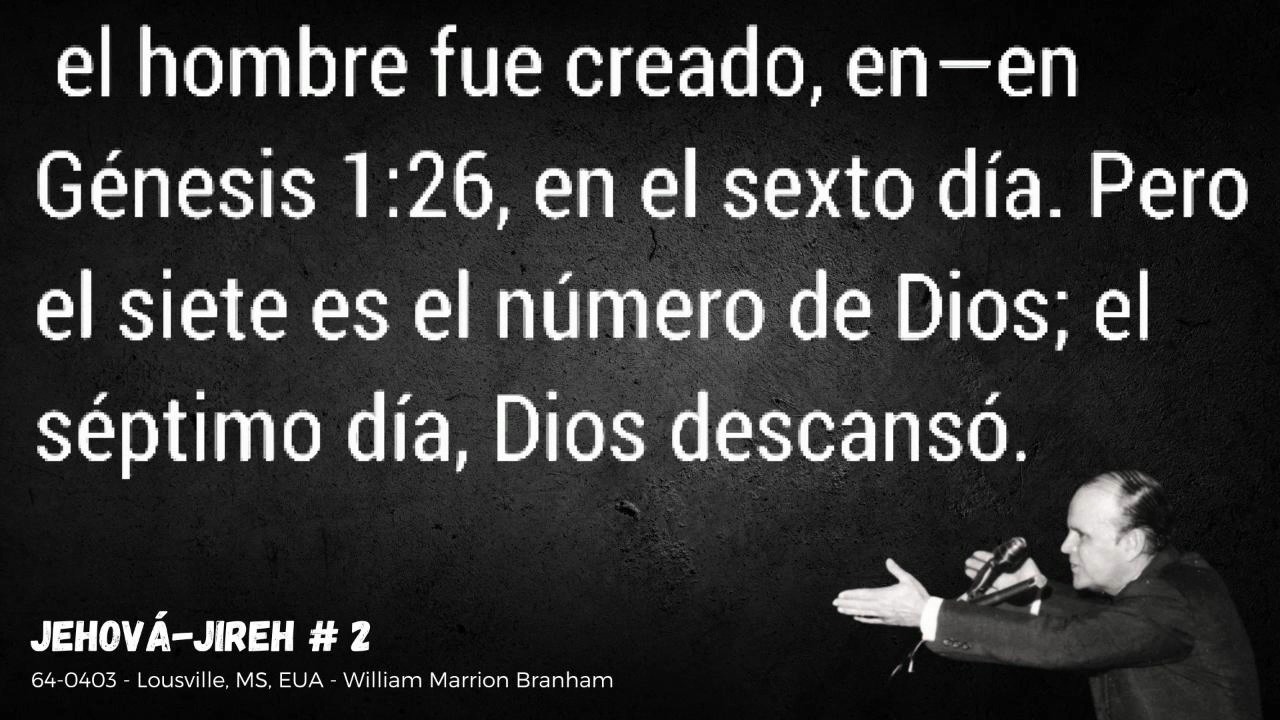 el hombre fue creado, en—en
Génesis 1:26, en el sexto día. Pero
el siete es el número de Dios; el
séptimo día, Dios descansó.
JEHOVÁ-JIREH # 2
64-0403 - Lousville, MS, EUA - William Marrion Branham